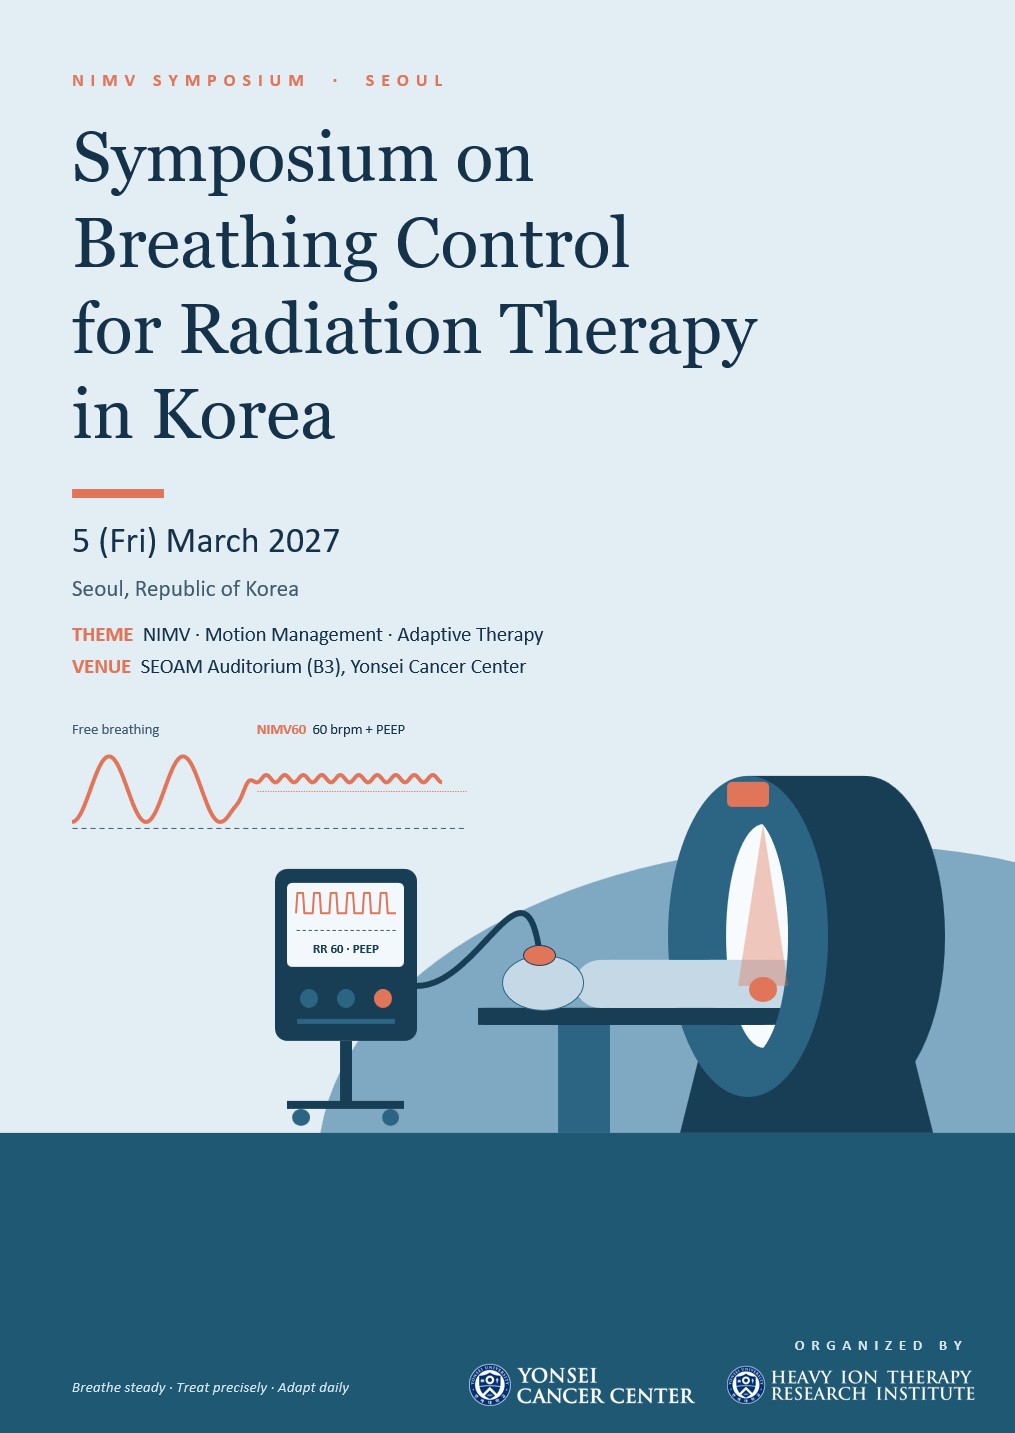 NIMV SYMPOSIUM · SEOUL
Symposium on
Breathing Control
for Radiation Therapy
in Korea
5 (Fri) March 2027
Seoul, Republic of Korea
THEME NIMV · Motion Management · Adaptive Therapy
VENUE SEOAM Auditorium (B3), Yonsei Cancer Center
Free breathing
NIMV60 60 brpm + PEEP
RR 60 · PEEP
ORGANIZED BY
Breathe steady · Treat precisely · Adapt daily
YONSEI
CANCER CENTER
HEAVY ION THERAPY
RESEARCH INSTITUTE